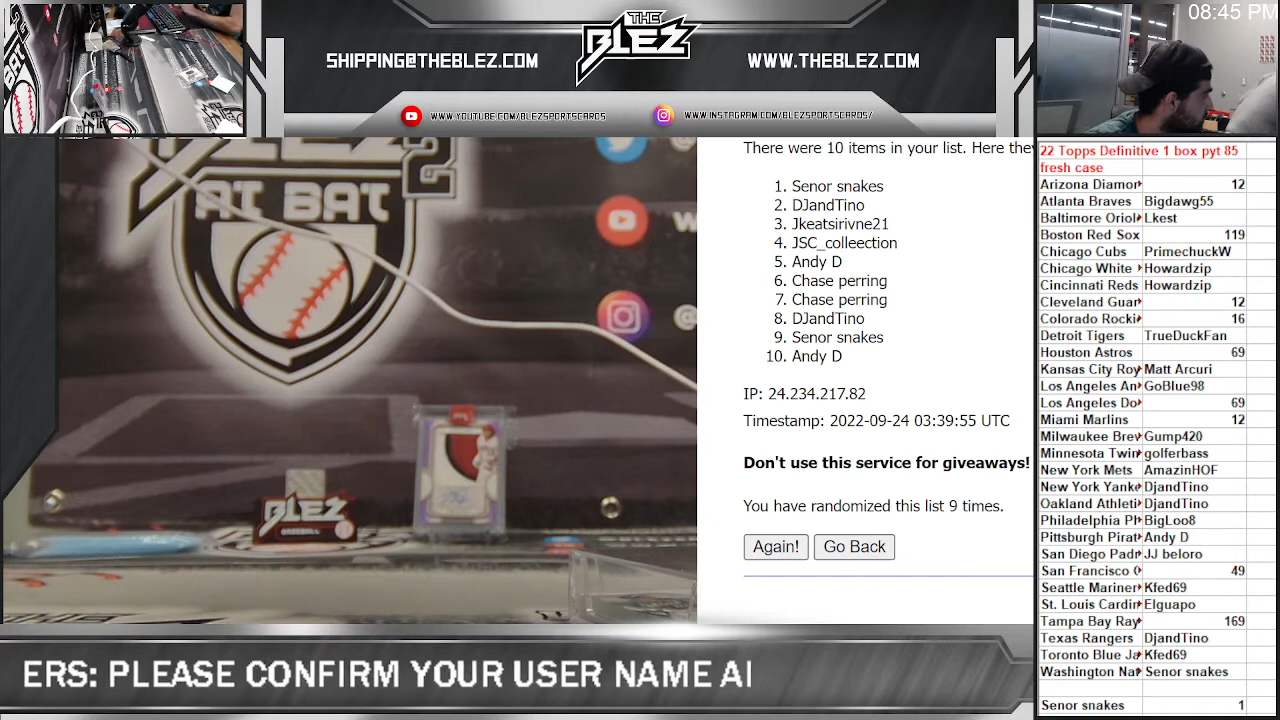 08:45 PM
THE
BLEZ
SHIPPING@THEBLEZ.COM
WWW.THEBLEZ.COM
WWW.YOUTUBE.COM/BLEZSPORTSCARDS
WWW.INSTAGRAM.COM/BLEZSPORTSCARDS/
There were 10 items in your list. Here they
1. Senor snakes
2. DJandTino
3. Jkeatsirivne21
4. JSC_colleection
5. Andy D
6. Chase perring
7. Chase perring
8. DJandTino
9. Senor snakes
10. Andy D
IP: 24.234.217.82
Timestamp: 2022-09-24 03:39:55 UTC
Don't use this service for giveaways!
You have randomized this list 9 times.
Again! Go Back
AT BAT
BLEZ
BASEBALL
22 Topps Definitive 1 box pyt 85
fresh case
Arizona Diamon 12
Atlanta Braves Bigdawg55
Baltimore Oriol Lkest
Boston Red Sox 119
Chicago Cubs PrimechuckW
Chicago White Howardzip
Cincinnati Reds Howardzip
Cleveland Guar 12
Colorado Rocki 16
Detroit Tigers TrueDuckFan
Houston Astros 69
Kansas City Roy Matt Arcuri
Los Angeles An GoBlue98
Los Angeles Do 69
Miami Marlins 12
Milwaukee Brev Gump420
Minnesota Twin golferbass
New York Mets AmazinHOF
New York Yank DjandTino
Oakland Athleti DjandTino
Philadelphia Ph BigLoo8
Pittsburgh Pirat Andy D
San Diego Padr JJ beloro
San Francisco G 49
Seattle Mariner Kfed69
St. Louis Cardin Elguapo
Tampa Bay Ray 169
Texas Rangers DjandTino
Toronto Blue Ja Kfed69
Washington Nat Senor snakes
Senor snakes 1
ERS: PLEASE CONFIRM YOUR USER NAME A